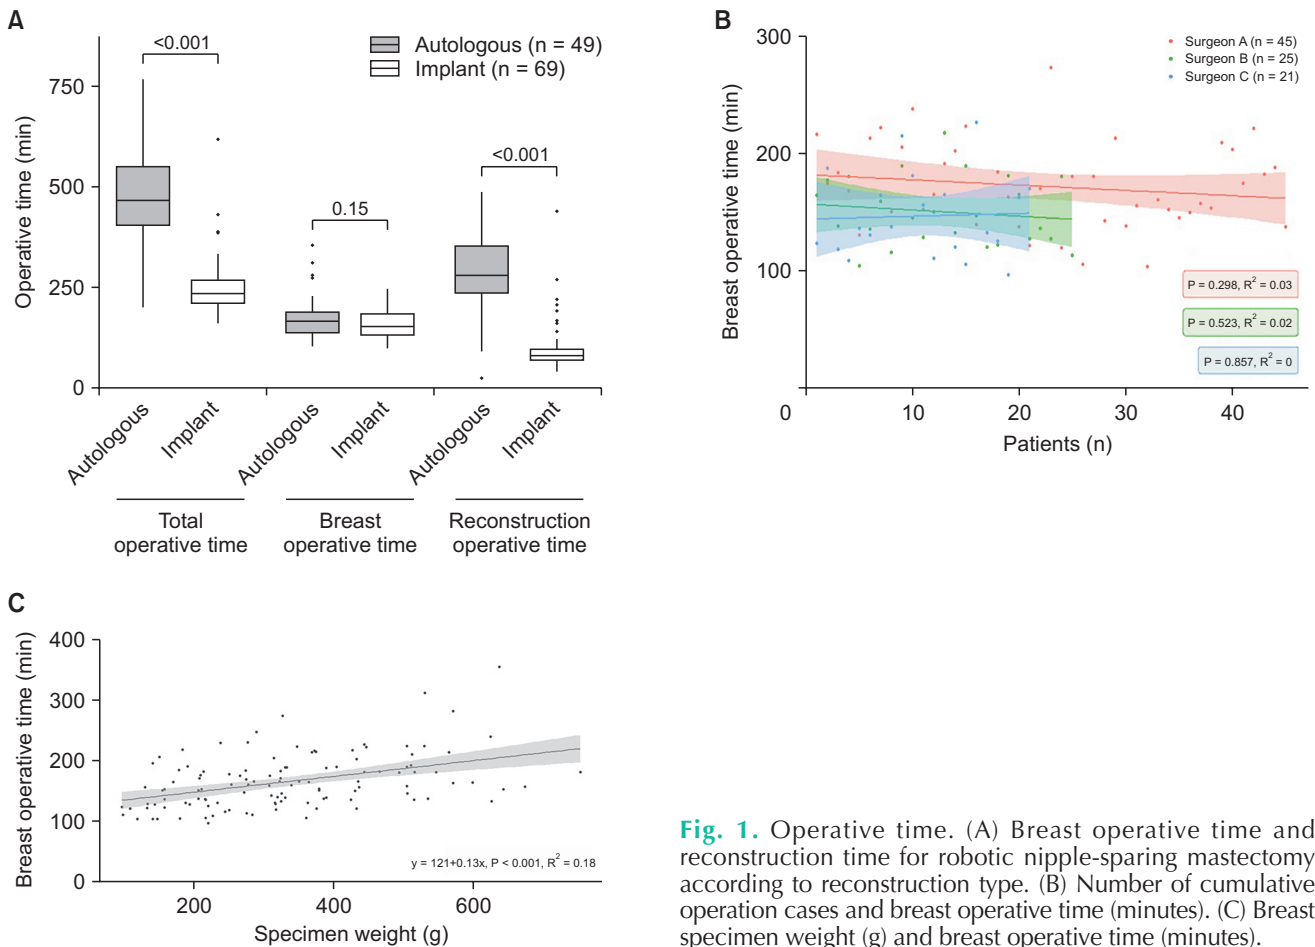 A
<0.001
Autologous (n = 49)
Implant (n = 69)
<0.001
0.15
Operative time (min)
750
500
250
0
Autologous
Implant
Autologous
Implant
Autologous
Implant
Total
operative time
Breast
operative time
Reconstruction
operative time
B
Surgeon A (n = 45)
Surgeon B (n = 25)
Surgeon C (n = 21)
Breast operative time (min)
300
200
100
P = 0.298, R² = 0.03
P = 0.523, R² = 0.02
P = 0.857, R² = 0
0
10
20
30
40
Patients (n)
C
Breast operative time (min)
400
300
200
100
0
y = 121+0.13x, P < 0.001, R² = 0.18
200
400
600
Specimen weight (g)
Fig. 1. Operative time. (A) Breast operative time and
reconstruction time for robotic nipple-sparing mastectomy
according to reconstruction type. (B) Number of cumulative
operation cases and breast operative time (minutes). (C) Breast
specimen weight (g) and breast operative time (minutes).